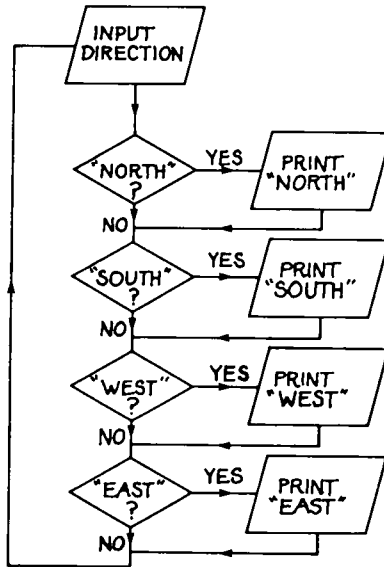 INPUT
DIRECTION
"NORTH"
?
YES
PRINT
"NORTH"
NO
"SOUTH"
?
YES
PRINT
"SOUTH"
NO
"WEST"
?
YES
PRINT
"WEST"
NO
"EAST"
?
YES
PRINT
"EAST"
NO